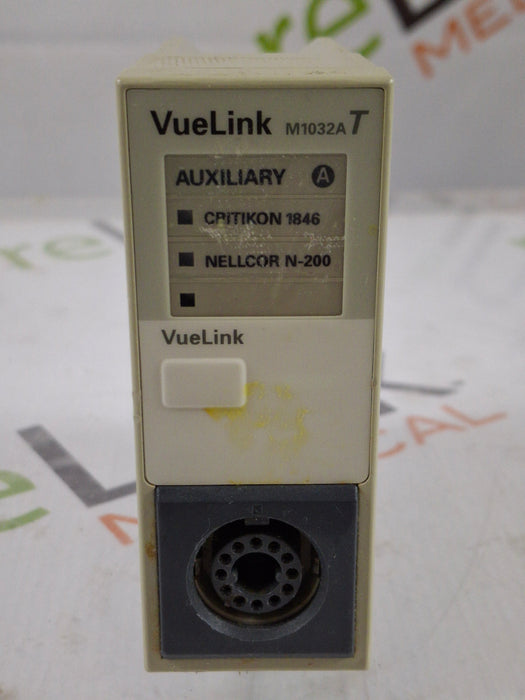 VueLink M1032A T
AUXILIARY A
CRITIKON 1846
NELLCOR N-200
VueLink